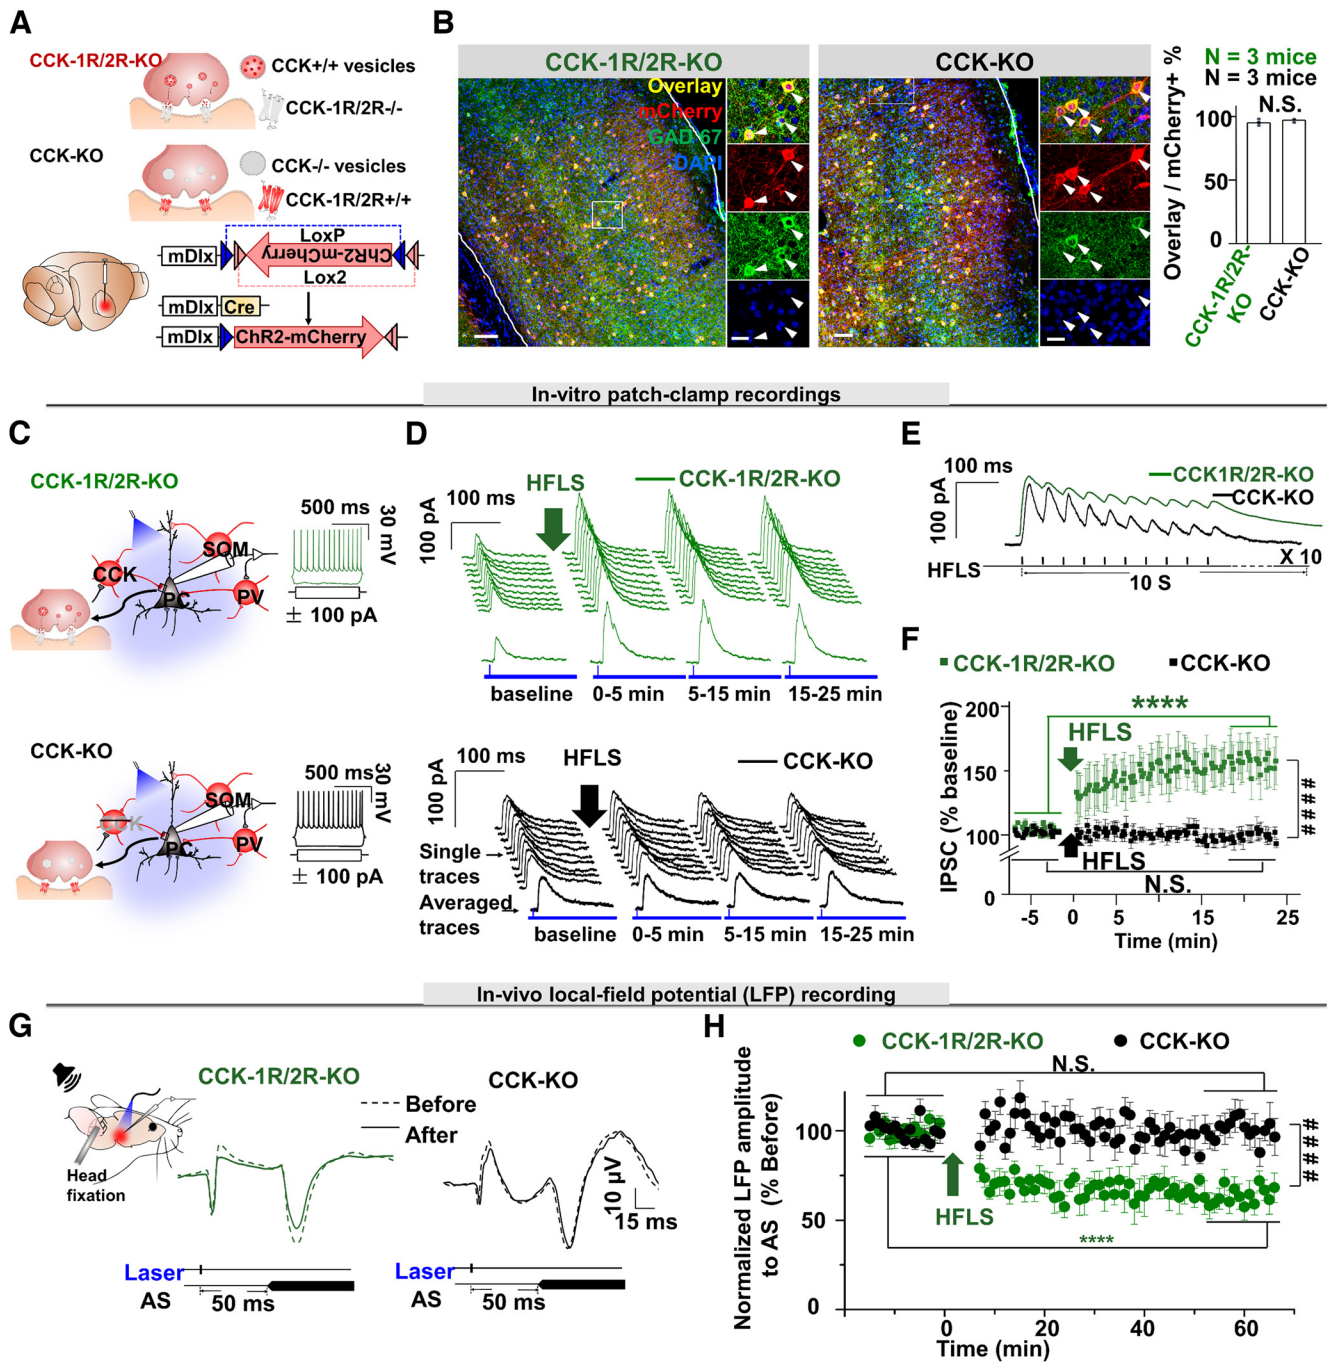 A
CCK-1R/2R-KO
CCK+/+ vesicles
CCK-1R/2R-/-
CCK-KO
CCK-/- vesicles
CCK-1R/2R+/+
LoxP
mDlx
ChR2-mCherry
Lox2
mDlx Cre
mDlx ChR2-mCherry
B
CCK-1R/2R-KO
CCK-KO
Overlay
mCherry
GAD 67
DAPI
N = 3 mice
N = 3 mice
N.S.
Overlay / mCherry+ %
100
50
0
CCK-1R/2R-
KO
CCK-KO
In-vitro patch-clamp recordings
C
CCK-1R/2R-KO
500 ms
30 mV
SOM
CCK
PC
PV
± 100 pA
CCK-KO
500 ms
30 mV
SOM
K
PC
PV
± 100 pA
D
HFLS
CCK-1R/2R-KO
100 ms
100 pA
baseline 0-5 min 5-15 min 15-25 min
HFLS
CCK-KO
100 ms
100 pA
Single
traces
Averaged
traces
baseline 0-5 min 5-15 min 15-25 min
E
100 ms
100 pA
CCK1R/2R-KO
CCK-KO
X 10
HFLS
10 S
F
CCK-1R/2R-KO CCK-KO
IPSC (% baseline)
200
150
100
0
****
HFLS
####
HFLS
N.S.
-5 0 5 15 25
Time (min)
In-vivo local-field potential (LFP) recording
G
CCK-1R/2R-KO
CCK-KO
Before
After
Head
fixation
10 µV
15 ms
Laser
AS
50 ms
Laser
AS
50 ms
H
CCK-1R/2R-KO CCK-KO
N.S.
Normalized LFP amplitude
to AS (% Before)
100
50
0
HFLS
####
****
0 20 40 60
Time (min)